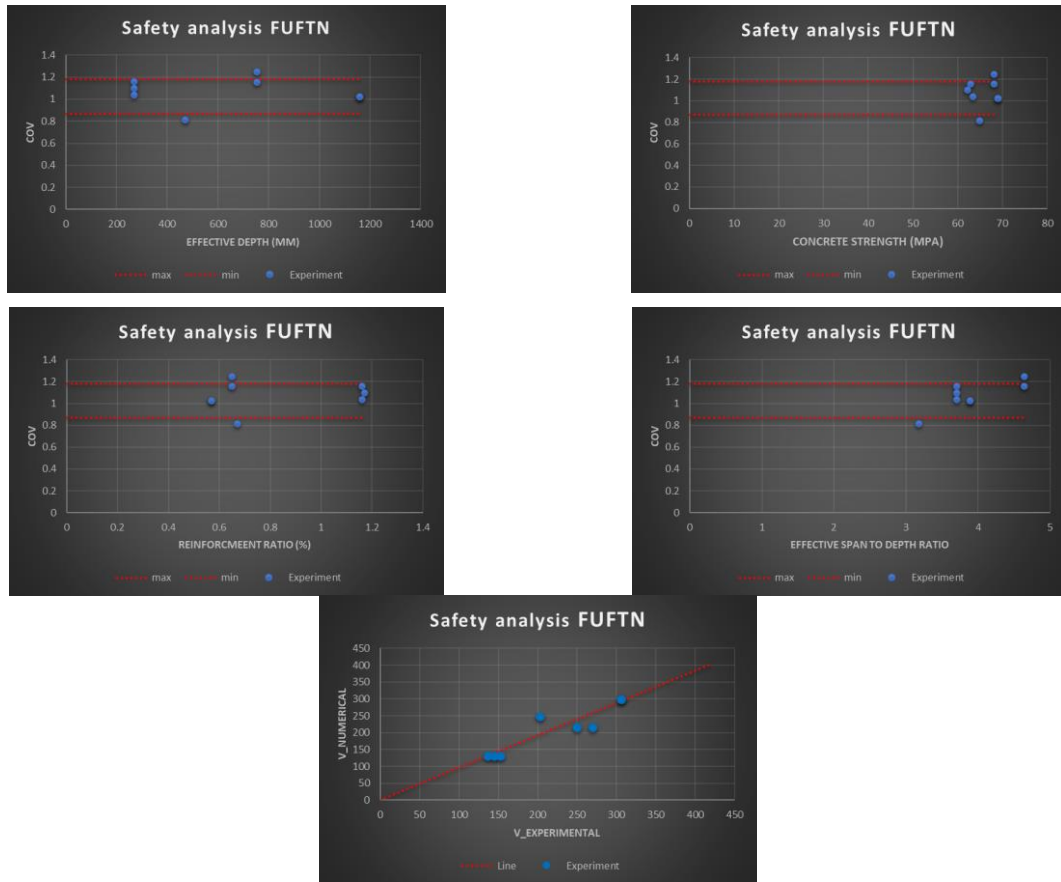 Safety analysis FUFTN
1.4
1.2
1
0.8
0.6
0.4
0.2
0
COV
0 200 400 600 800 1000 1200 1400
EFFECTIVE DEPTH (MM)
max min Experiment
Safety analysis FUFTN
1.4
1.2
1
0.8
0.6
0.4
0.2
0
COV
0 10 20 30 40 50 60 70 80
CONCRETE STRENGTH (MPA)
max min Experiment
Safety analysis FUFTN
1.4
1.2
1
0.8
0.6
0.4
0.2
0
COV
0 0.2 0.4 0.6 0.8 1 1.2 1.4
REINFORCMEENT RATIO (%)
max min Experiment
Safety analysis FUFTN
1.4
1.2
1
0.8
0.6
0.4
0.2
0
COV
0 1 2 3 4 5
EFFECTIVE SPAN TO DEPTH RATIO
max min Experiment
Safety analysis FUFTN
450
400
350
300
250
200
150
100
50
0
V_NUMERICAL
0 50 100 150 200 250 300 350 400 450
V_EXPERIMENTAL
Line Experiment